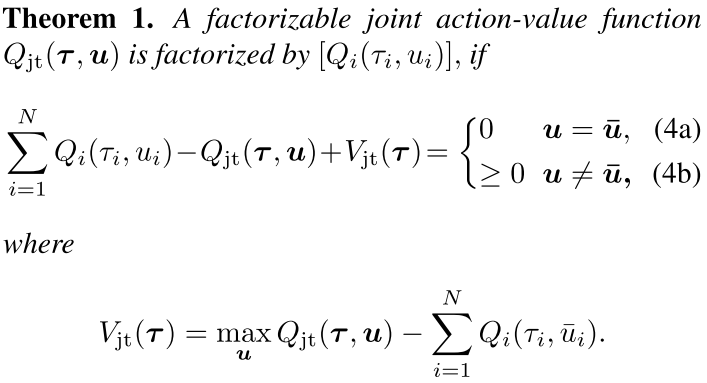 Theorem 1. A factorizable joint action-value function
Q_jt(τ, u) is factorized by [Q_i(τ_i, u_i)], if
∑_{i=1}^{N} Q_i(τ_i, u_i) − Q_jt(τ, u) + V_jt(τ) = { 0 u = ū, (4a)
≥ 0 u ≠ ū, (4b)
where
V_jt(τ) = max_u Q_jt(τ, u) − ∑_{i=1}^{N} Q_i(τ_i, ū_i).